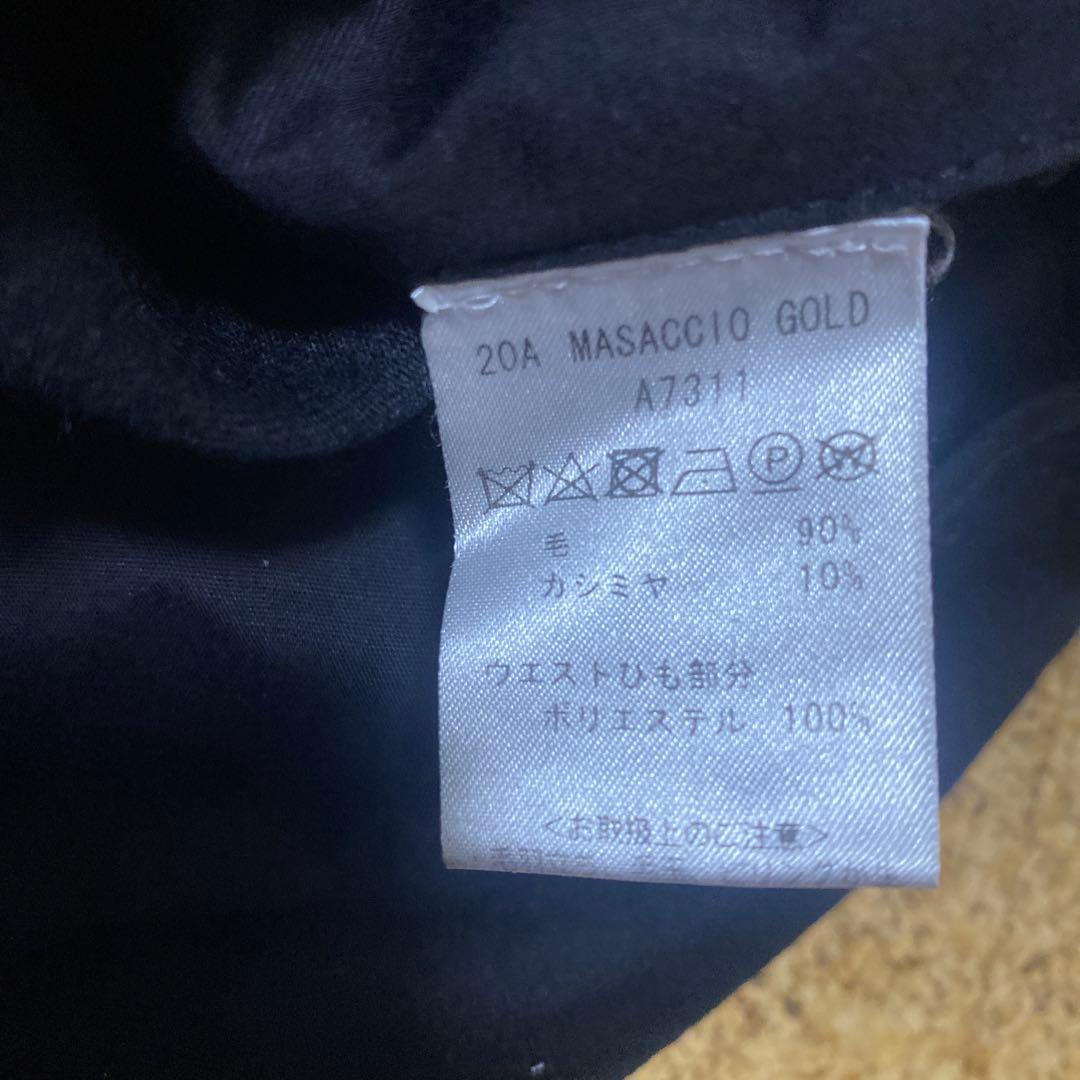 20A MASACCIO GOLD
A7311
P W
毛 90%
カシミヤ 10%
ウエストひも部分
ポリエステル 100%
<お取扱上のご注意>